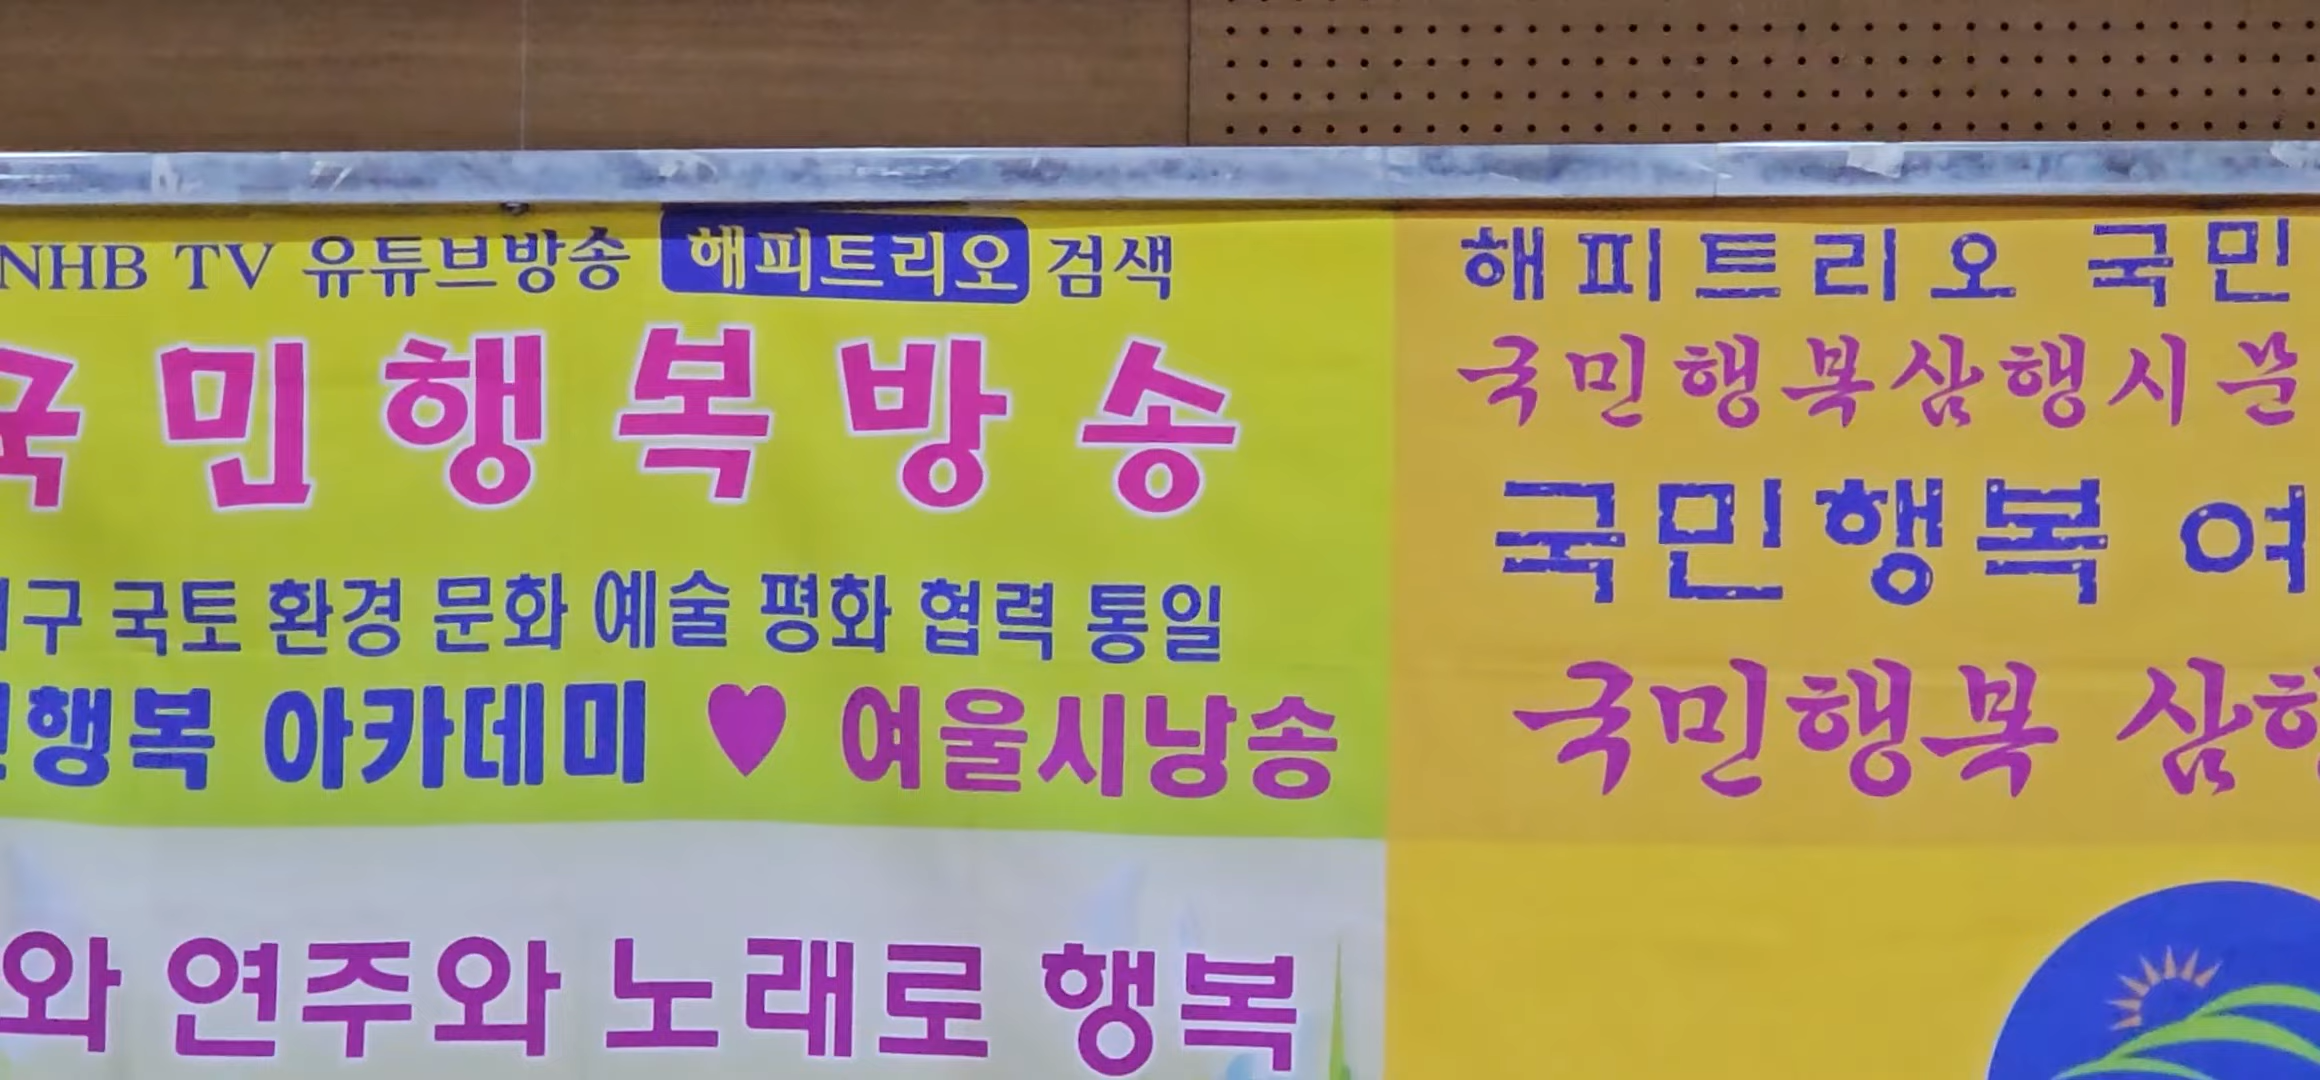 NHB TV 유튜브방송 해피트리오 검색
국민행복방송
구 국토 환경 문화 예술 평화 협력 통일
행복 아카데미 ♥ 여울시낭송
와 연주와 노래로 행복
해피트리오 국민
국민행복삼행시문
국민행복 여
국민행복 삼행